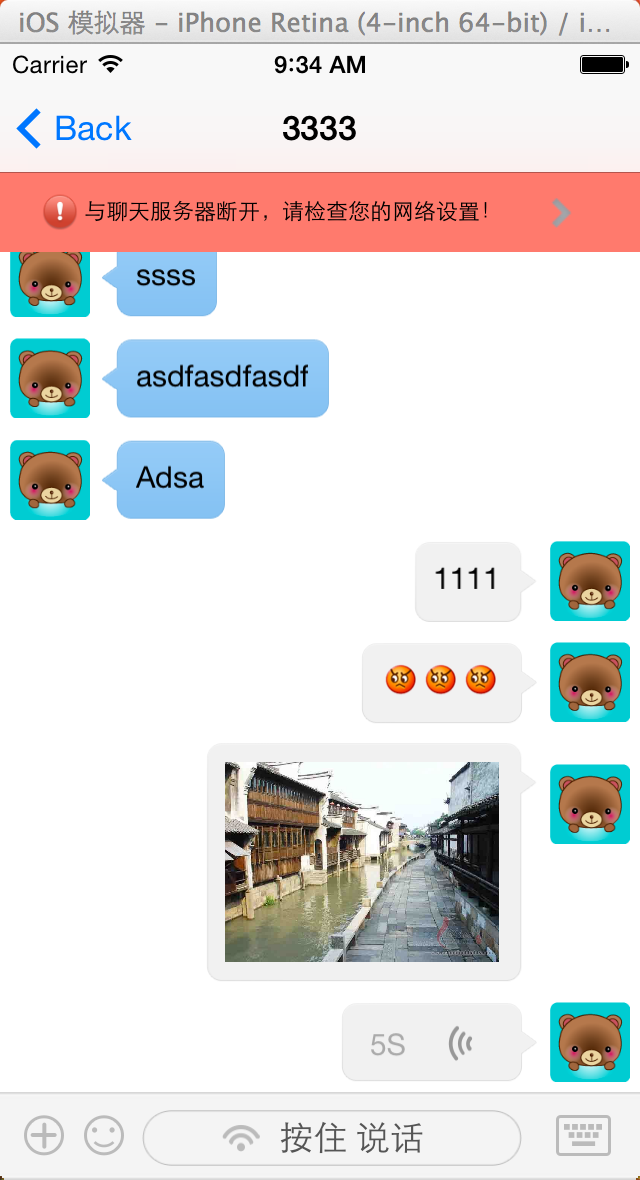 iOS 模拟器 – iPhone Retina (4-inch 64-bit) / i...
Carrier 9:34 AM
Back 3333
与聊天服务器断开，请检查您的网络设置！
ssss
asdfasdfasdf
Adsa
1111
5S
按住 说话